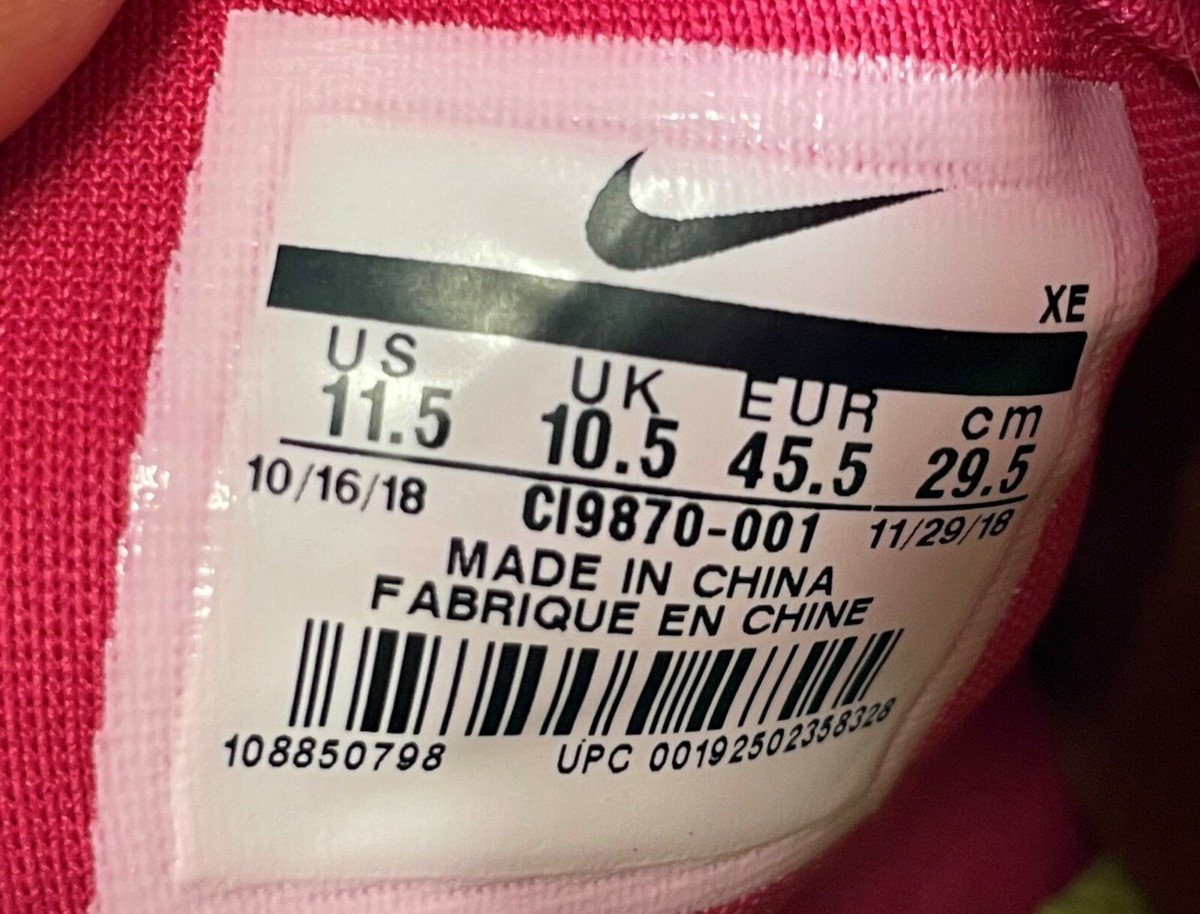 XE
US UK EUR cm
11.5 10.5 45.5 29.5
10/16/18 CI9870-001 11/29/18
MADE IN CHINA
FABRIQUE EN CHINE
108850798 UPC 00192502358328